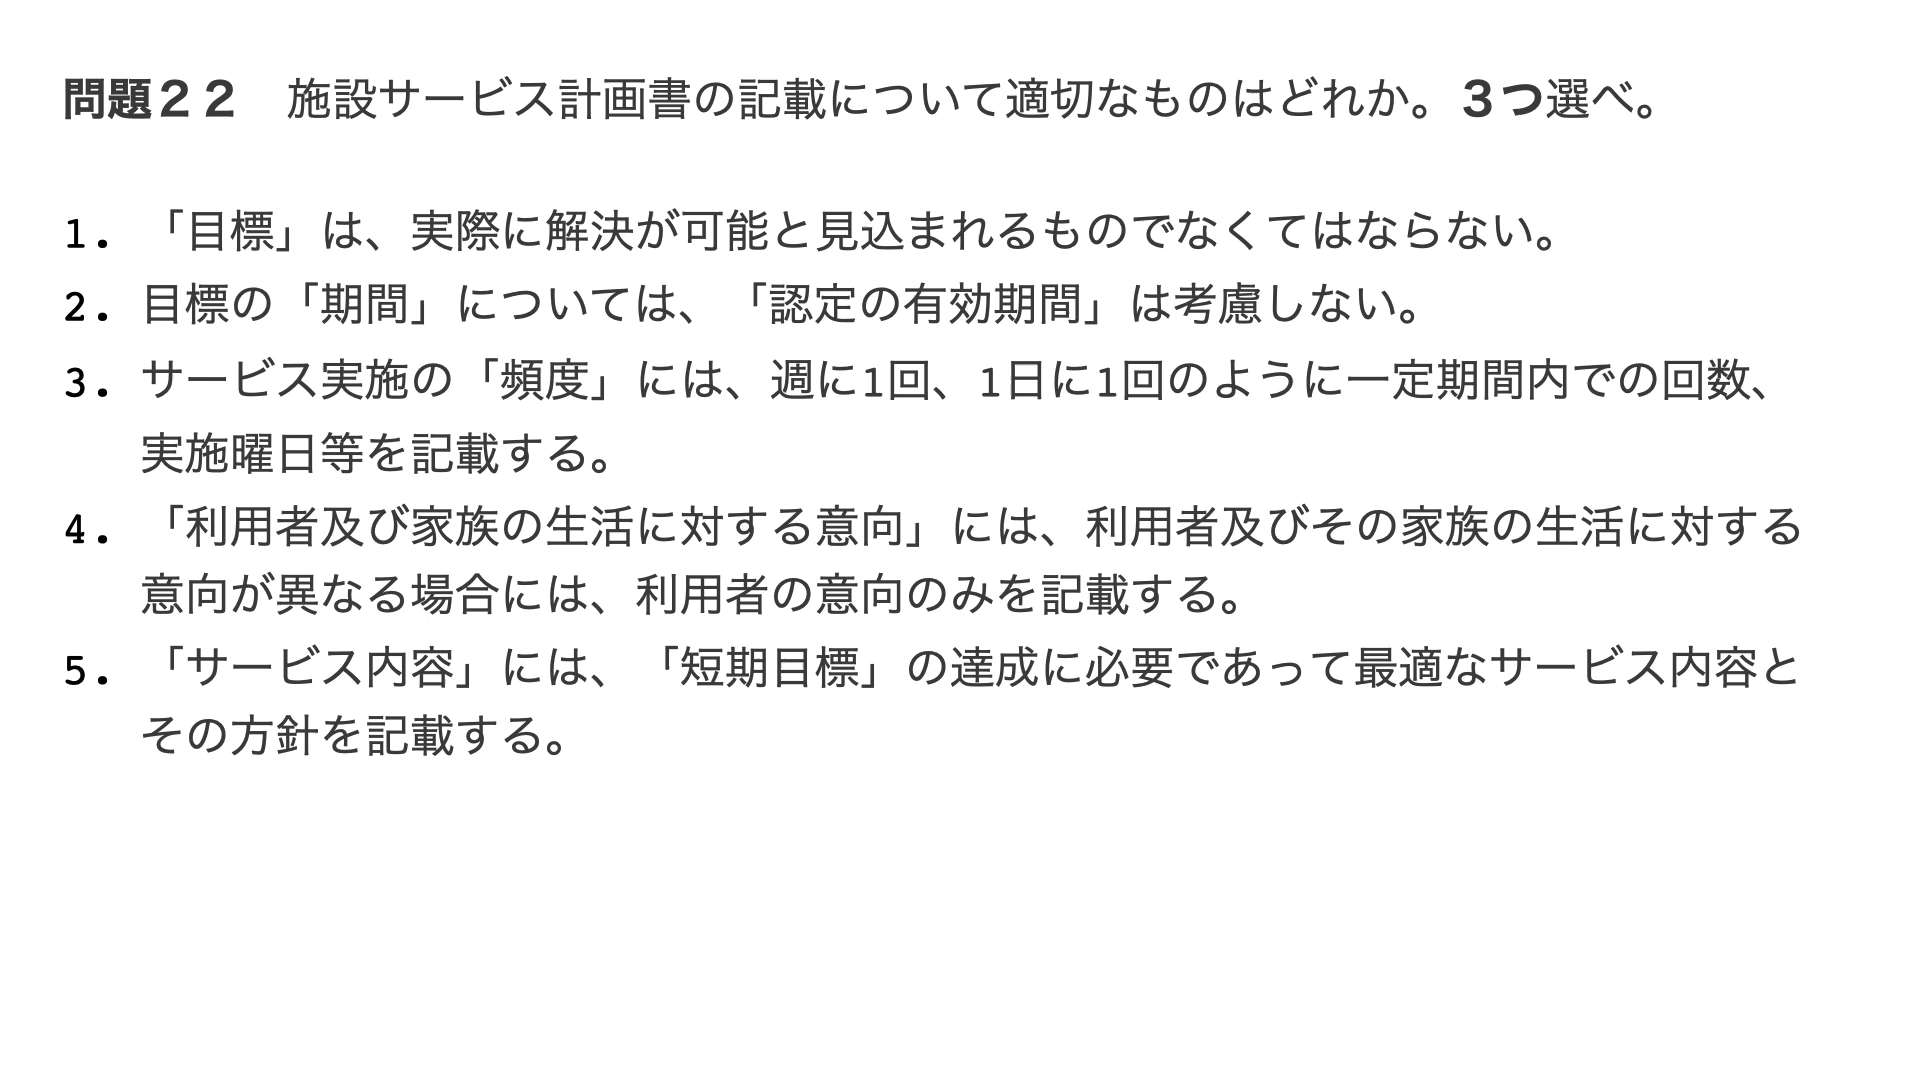 問題２２　施設サービス計画書の記載について適切なものはどれか。３つ選べ。
1. 「目標」は、実際に解決が可能と見込まれるものでなくてはならない。
2. 目標の「期間」については、「認定の有効期間」は考慮しない。
3. サービス実施の「頻度」には、週に1回、1日に1回のように一定期間内での回数、
実施曜日等を記載する。
4. 「利用者及び家族の生活に対する意向」には、利用者及びその家族の生活に対する
意向が異なる場合には、利用者の意向のみを記載する。
5. 「サービス内容」には、「短期目標」の達成に必要であって最適なサービス内容と
その方針を記載する。